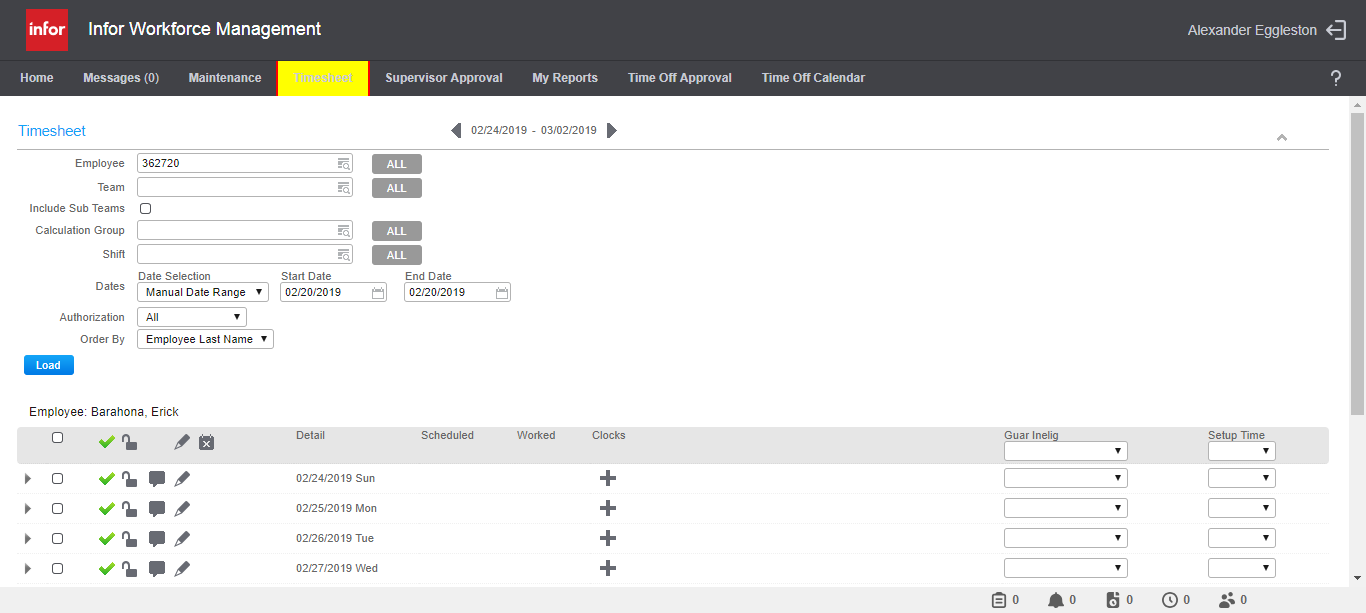 infor Infor Workforce Management Alexander Eggleston
Home Messages (0) Maintenance Timesheet Supervisor Approval My Reports Time Off Approval Time Off Calendar ?
Timesheet 02/24/2019 - 03/02/2019
Employee 362720 ALL
Team ALL
Include Sub Teams
Calculation Group ALL
Shift ALL
Date Selection Start Date End Date
Dates Manual Date Range 02/20/2019 02/20/2019
Authorization All
Order By Employee Last Name
Load
Employee: Barahona, Erick
Detail Scheduled Worked Clocks Guar Inelig Setup Time
02/24/2019 Sun
02/25/2019 Mon
02/26/2019 Tue
02/27/2019 Wed
0 0 0 0 0